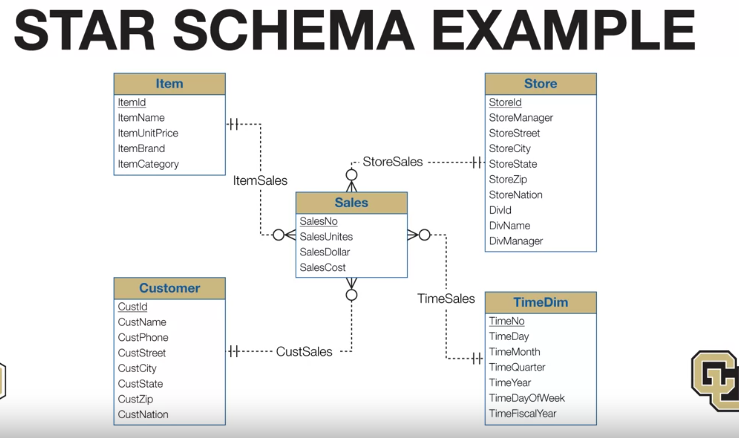 STAR SCHEMA EXAMPLE
Item
ItemId
ItemName
ItemUnitPrice
ItemBrand
ItemCategory
Store
StoreId
StoreManager
StoreStreet
StoreCity
StoreState
StoreZip
StoreNation
DivId
DivName
DivManager
StoreSales
ItemSales
Sales
SalesNo
SalesUnites
SalesDollar
SalesCost
Customer
CustId
CustName
CustPhone
CustStreet
CustCity
CustState
CustZip
CustNation
CustSales
TimeSales
TimeDim
TimeNo
TimeDay
TimeMonth
TimeQuarter
TimeYear
TimeDayOfWeek
TimeFiscalYear